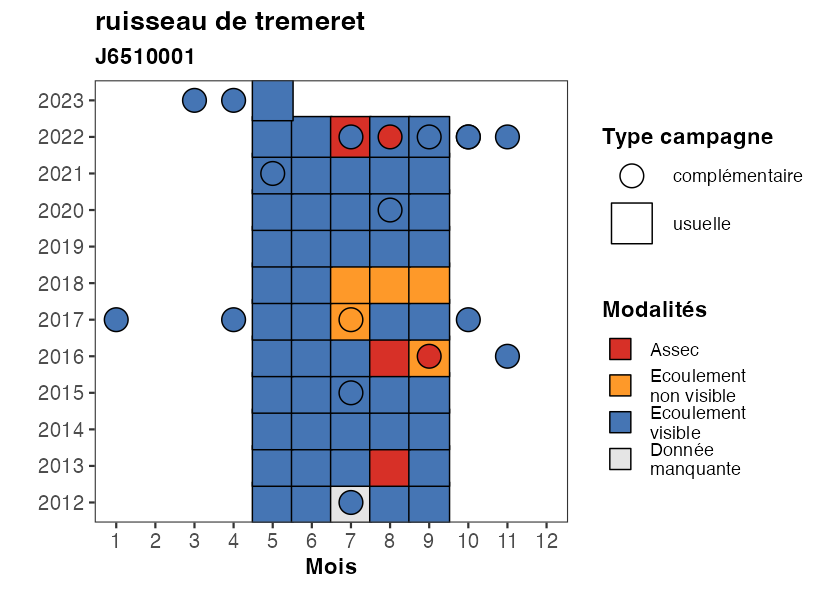 ruisseau de tremeret
J6510001
2023
2022
2021
2020
2019
2018
2017
2016
2015
2014
2013
2012
1 2 3 4 5 6 7 8 9 10 11 12
Mois
Type campagne
complémentaire
usuelle
Modalités
Assec
Ecoulement
non visible
Ecoulement
visible
Donnée
manquante